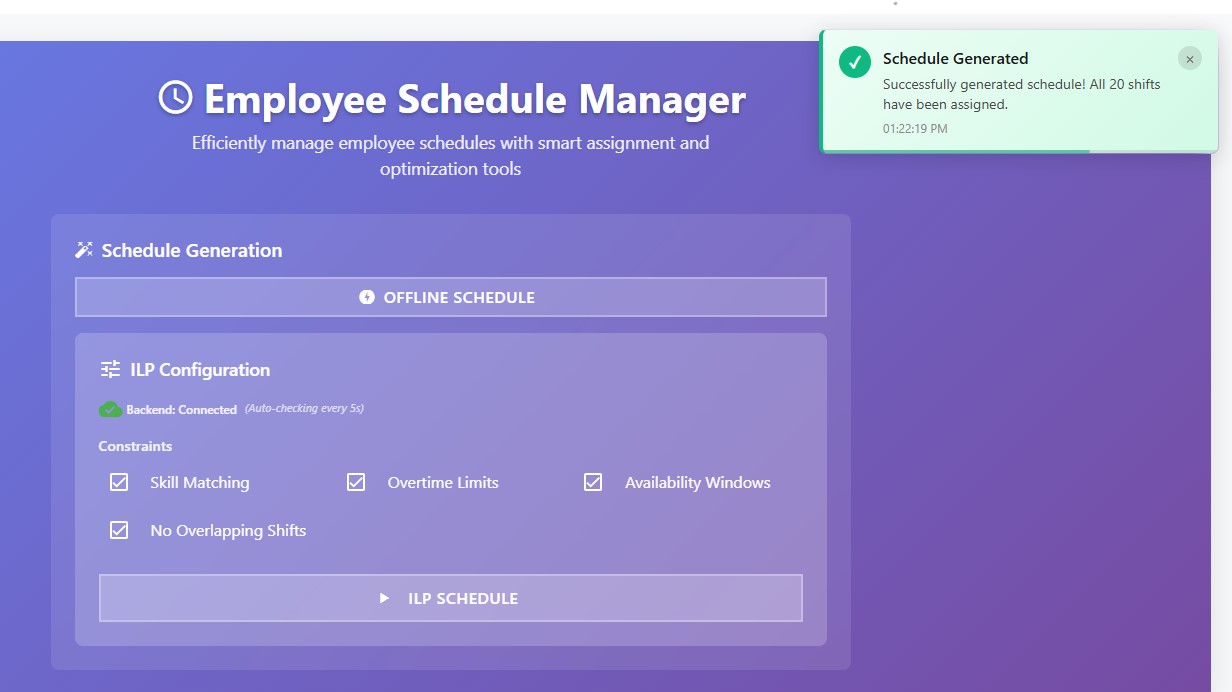 Employee Schedule Manager
Efficiently manage employee schedules with smart assignment and
optimization tools
Schedule Generated
Successfully generated schedule! All 20 shifts
have been assigned.
01:22:19 PM
Schedule Generation
OFFLINE SCHEDULE
ILP Configuration
Backend: Connected (Auto-checking every 5s)
Constraints
Skill Matching Overtime Limits Availability Windows
No Overlapping Shifts
ILP SCHEDULE